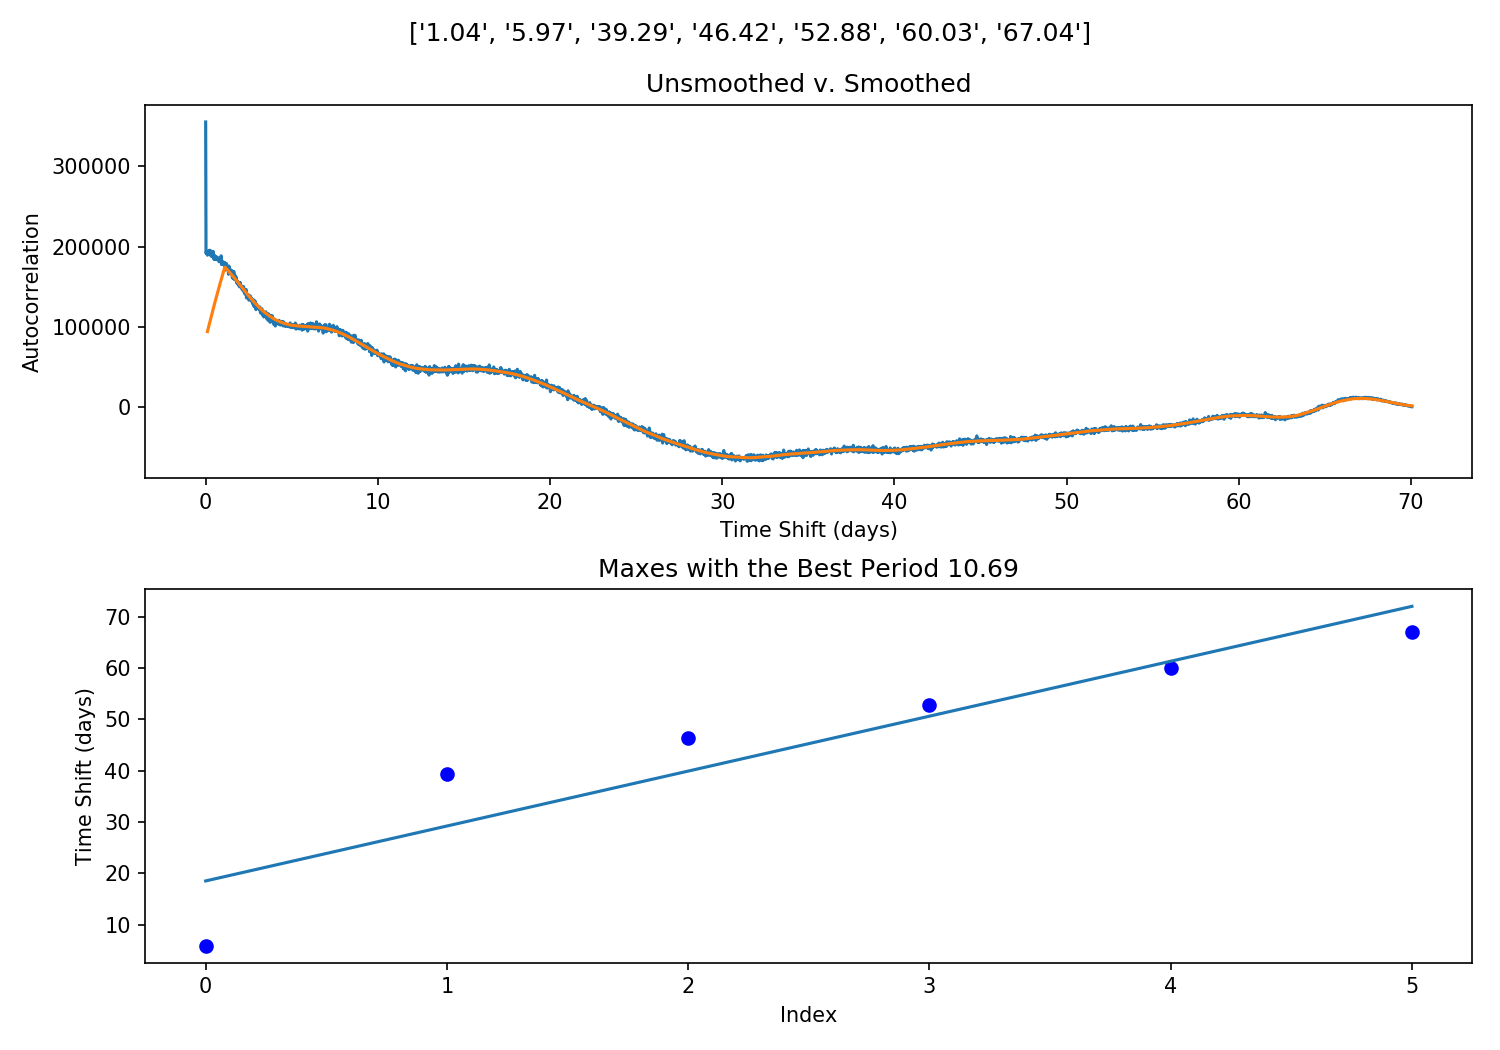 ['1.04', '5.97', '39.29', '46.42', '52.88', '60.03', '67.04']
Unsmoothed v. Smoothed
Autocorrelation
300000
200000
100000
0
0 10 20 30 40 50 60 70
Time Shift (days)
Maxes with the Best Period 10.69
Time Shift (days)
70
60
50
40
30
20
10
0 1 2 3 4 5
Index